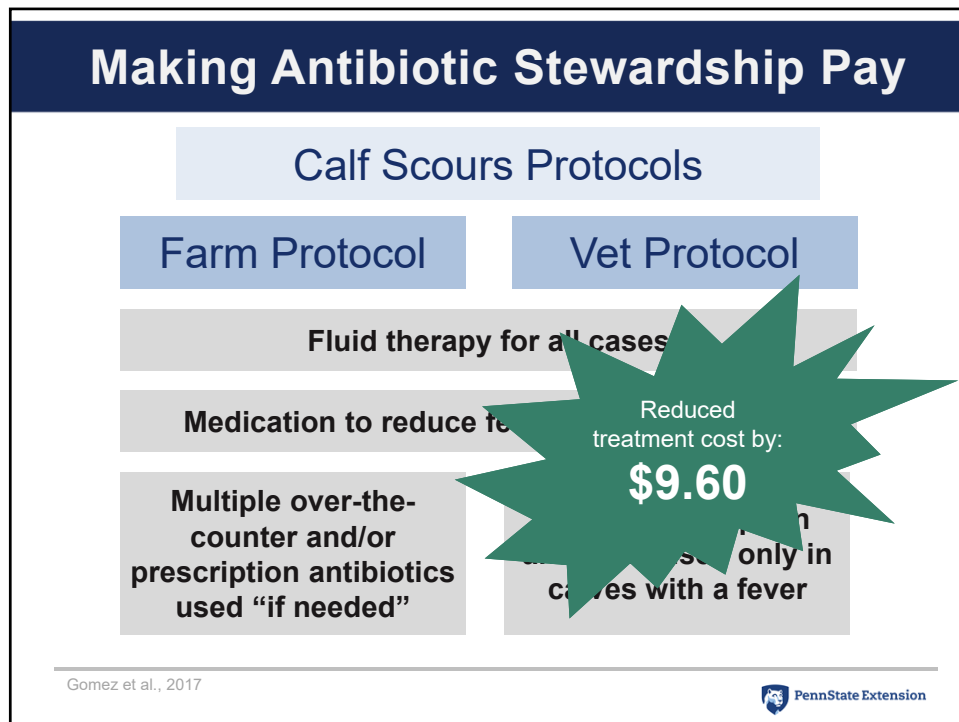 Making Antibiotic Stewardship Pay
Calf Scours Protocols
Farm Protocol
Vet Protocol
Fluid therapy for all cases
Medication to reduce
Reduced
treatment cost by:
$9.60
Multiple over-the-
counter and/or
prescription antibiotics
used “if needed”
only in
calves with a fever
Gomez et al., 2017
PennState Extension